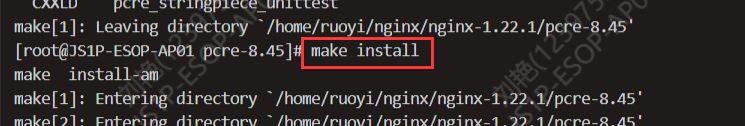 CXXLD    pcre_stringpiece_unittest
make[1]: Leaving directory `/home/ruoyi/nginx/nginx-1.22.1/pcre-8.45'
[root@JS1P-ESOP-AP01 pcre-8.45]# make install
make  install-am
make[1]: Entering directory `/home/ruoyi/nginx/nginx-1.22.1/pcre-8.45'
make[2]: Entering directory `/home/ruoyi/nginx/nginx-1.22.1/pcre-8.45'